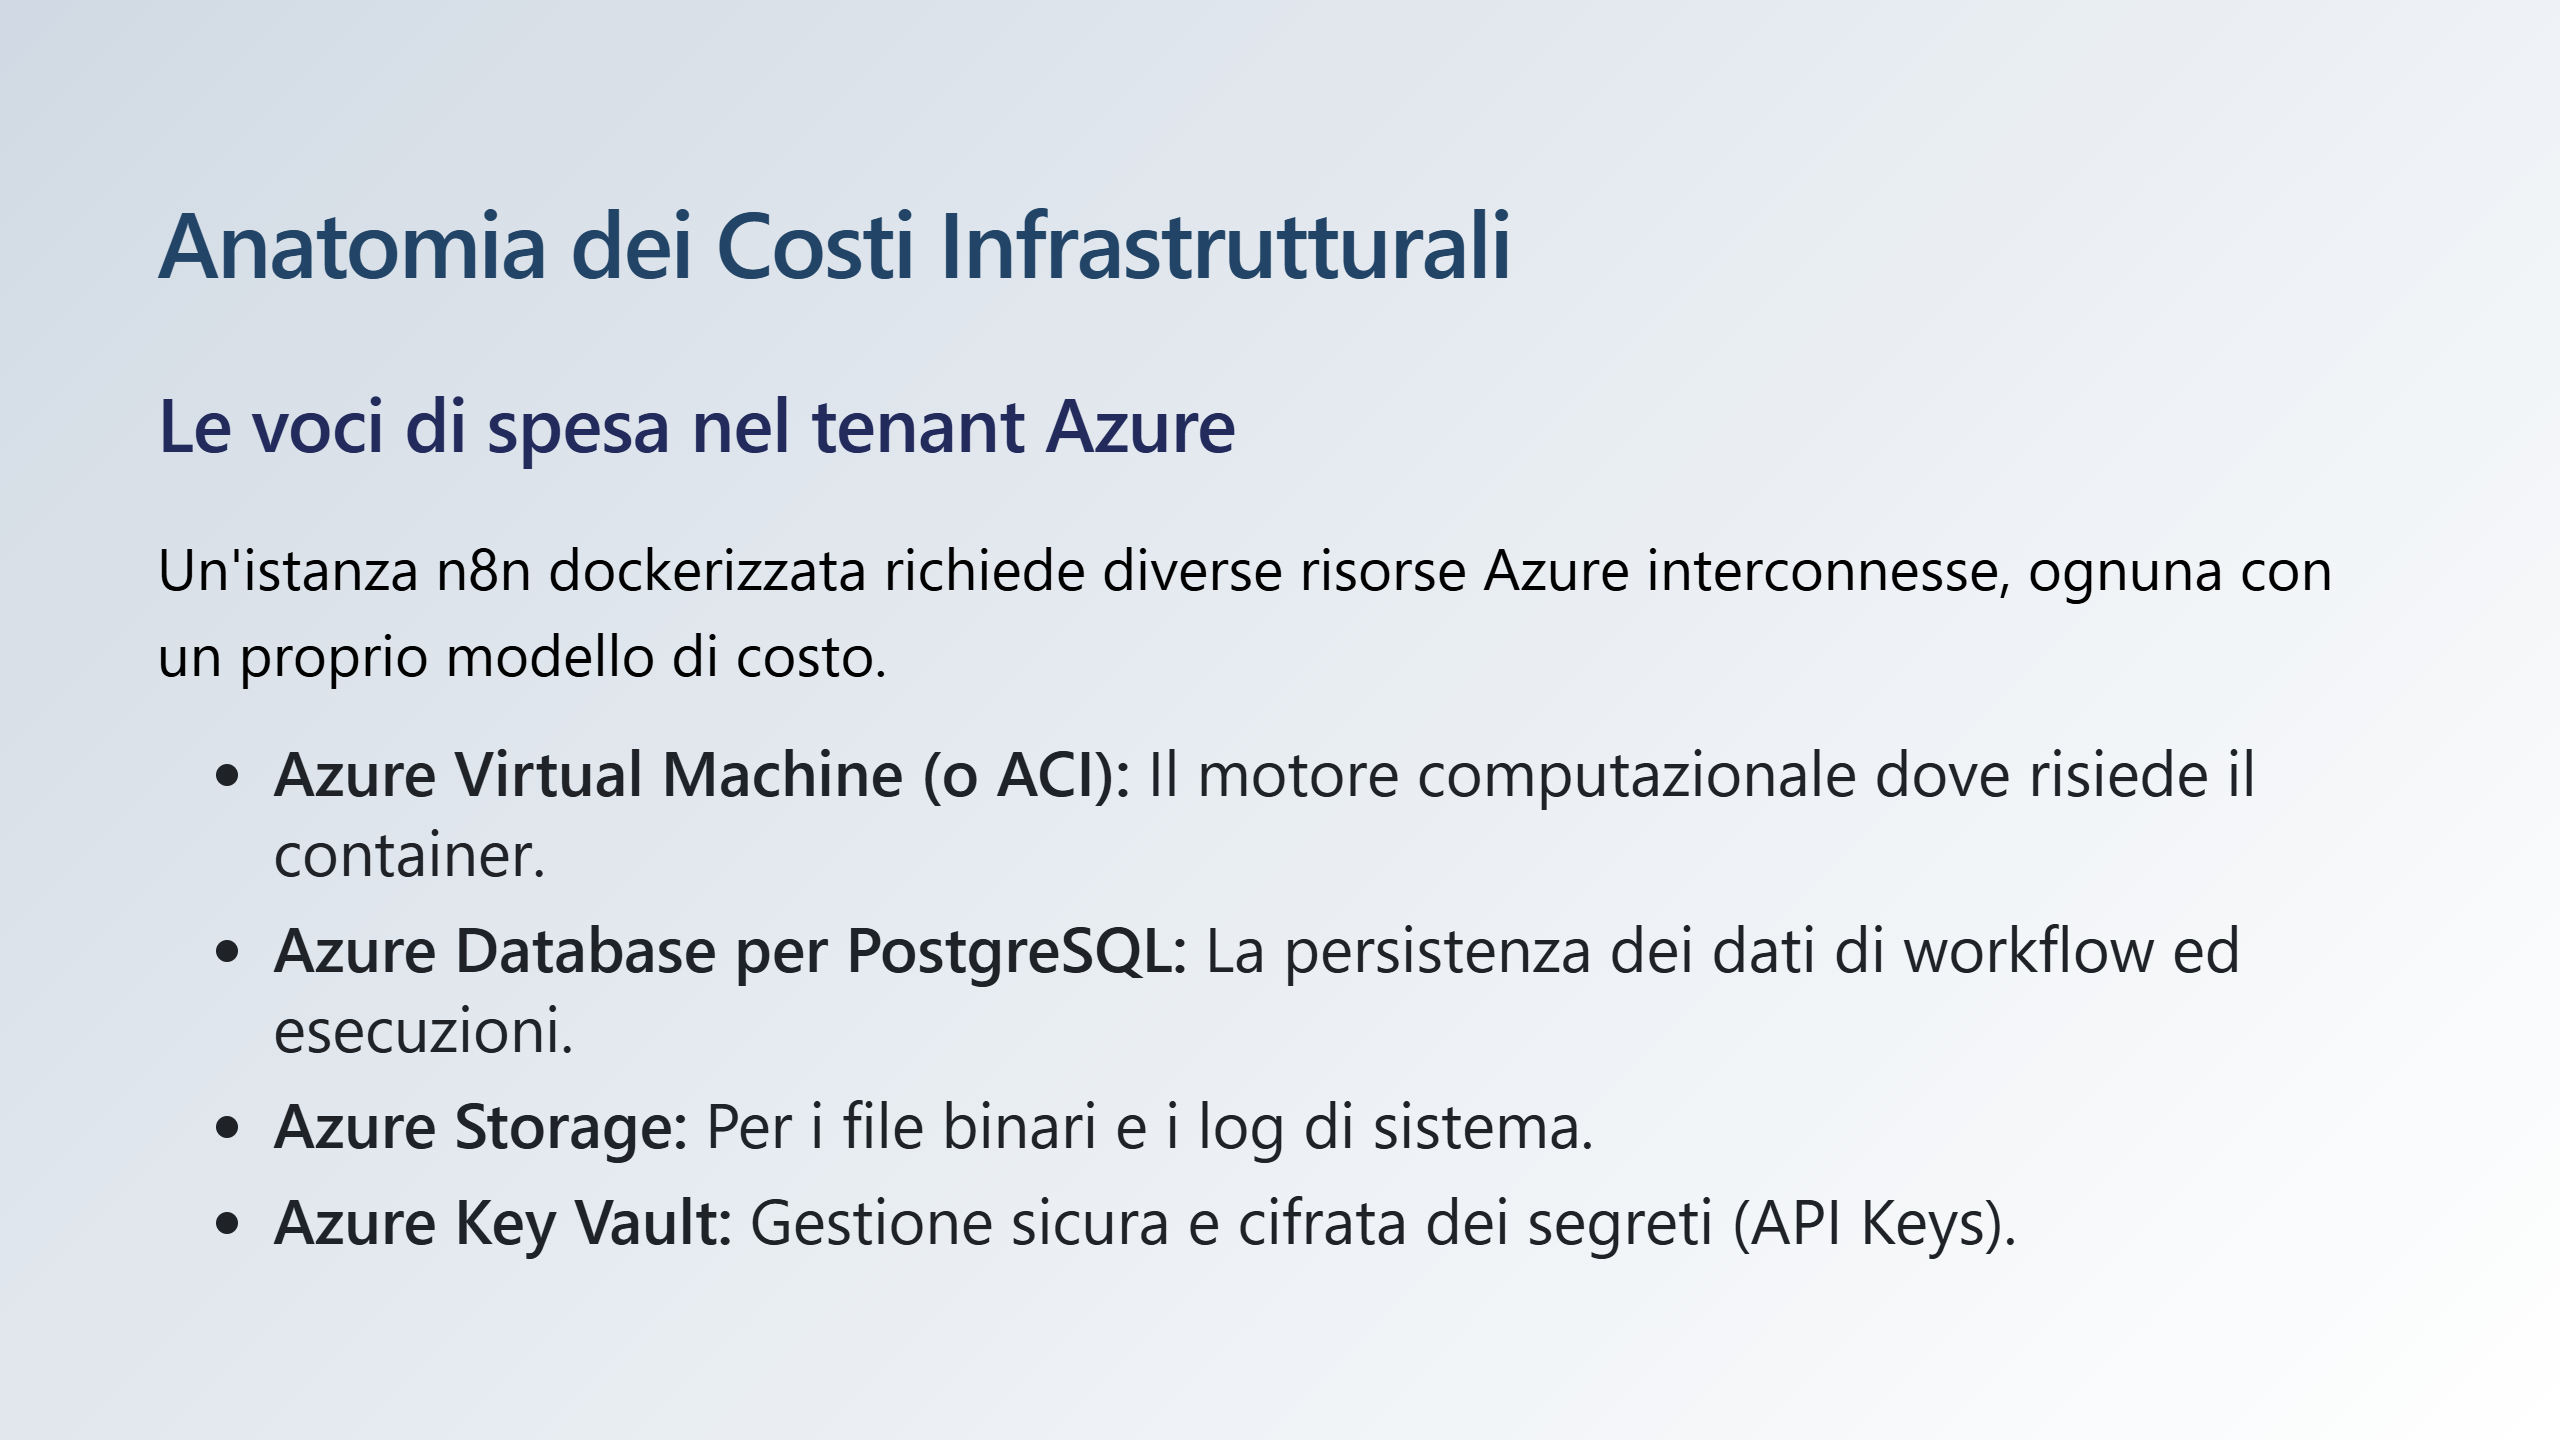 Anatomia dei Costi Infrastrutturali
Le voci di spesa nel tenant Azure
Un'istanza n8n dockerizzata richiede diverse risorse Azure interconnesse, ognuna con
un proprio modello di costo.
• Azure Virtual Machine (o ACI): Il motore computazionale dove risiede il
container.
• Azure Database per PostgreSQL: La persistenza dei dati di workflow ed
esecuzioni.
• Azure Storage: Per i file binari e i log di sistema.
• Azure Key Vault: Gestione sicura e cifrata dei segreti (API Keys).